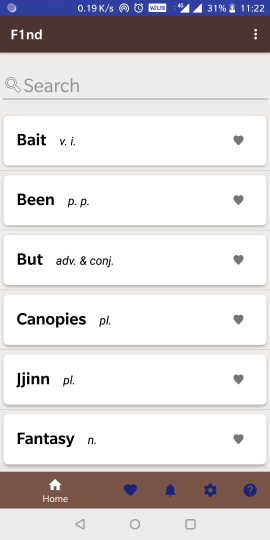 0.19 K/s 4G VoLTE 31% 11:22
F1nd
Search
Bait v. i.
Been p. p.
But adv. & conj.
Canopies pl.
Jjinn pl.
Fantasy n.
Home